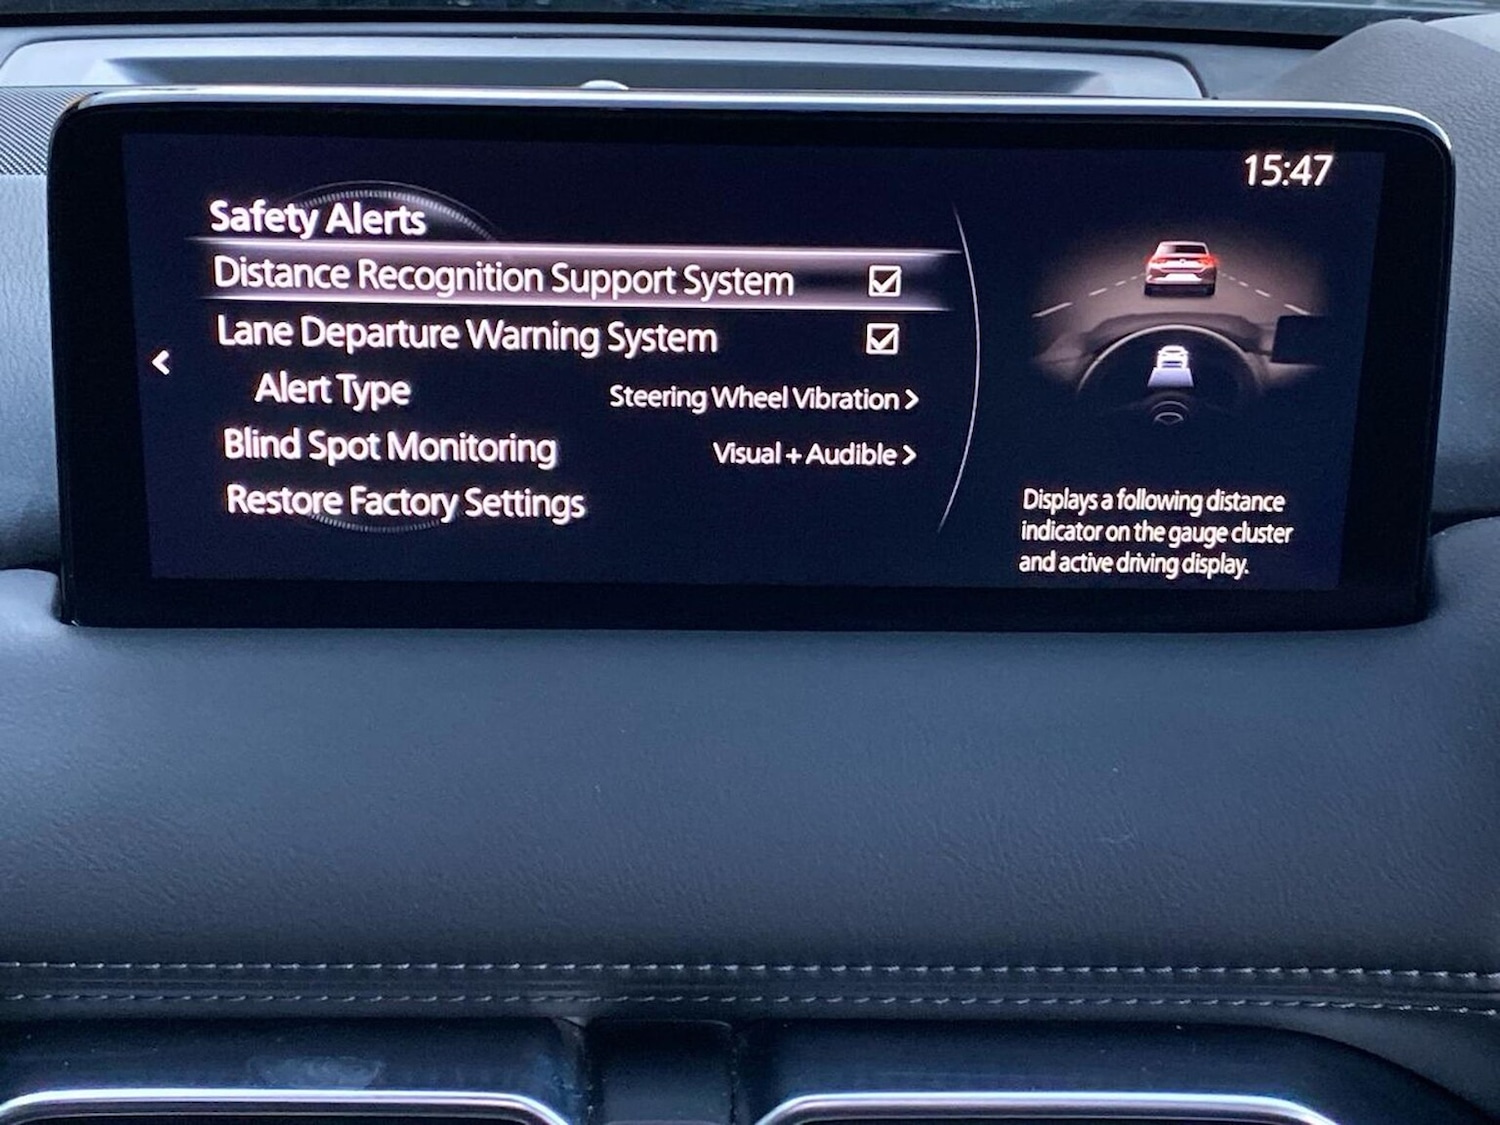 15:47
Safety Alerts
Distance Recognition Support System
Lane Departure Warning System
Alert Type Steering Wheel Vibration >
Blind Spot Monitoring Visual + Audible >
Restore Factory Settings
Displays a following distance
indicator on the gauge cluster
and active driving display.